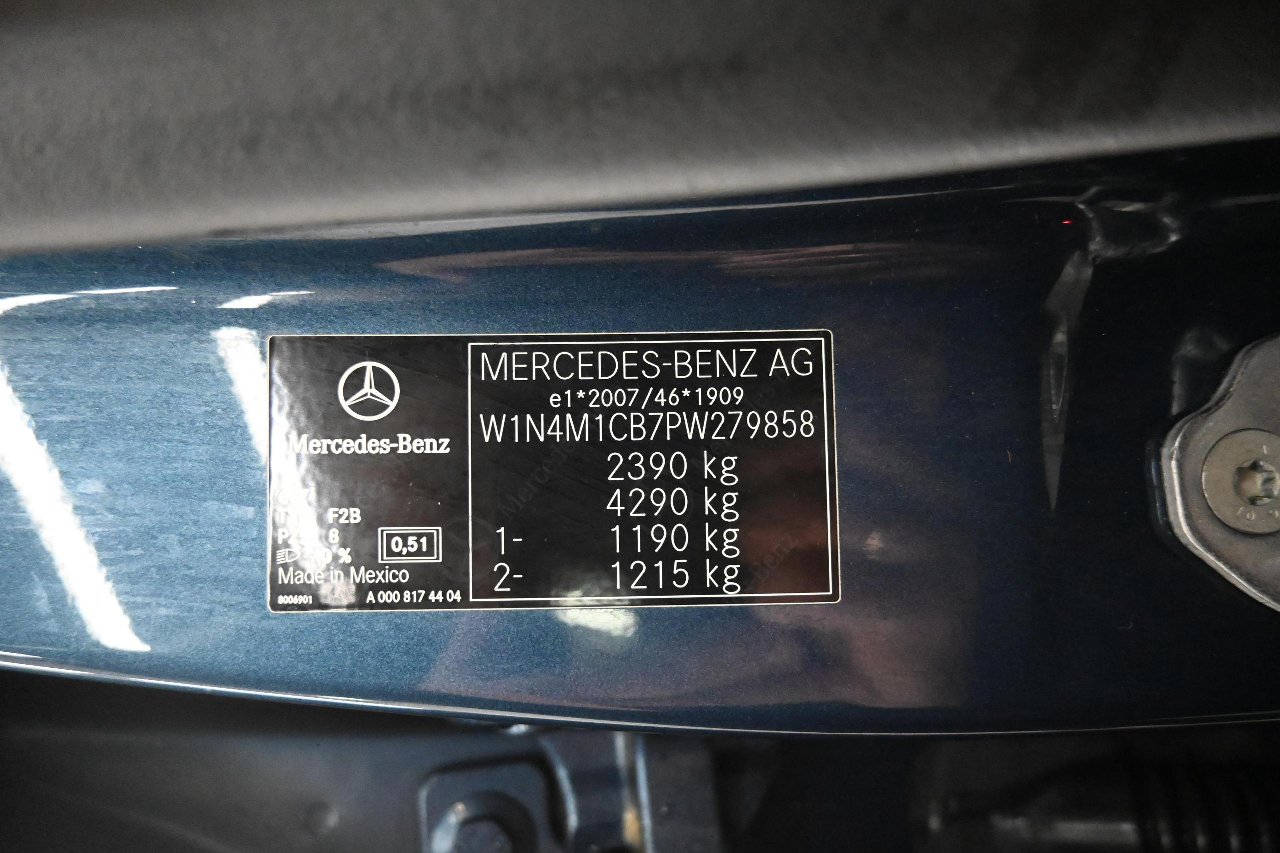 MERCEDES-BENZ AG
e1*2007/46*1909
W1N4M1CB7PW279858
2390 kg
4290 kg
1- 1190 kg
2- 1215 kg
Mercedes-Benz
F2B
8
%
0,51
Made in Mexico
8006901 A 000 817 44 04